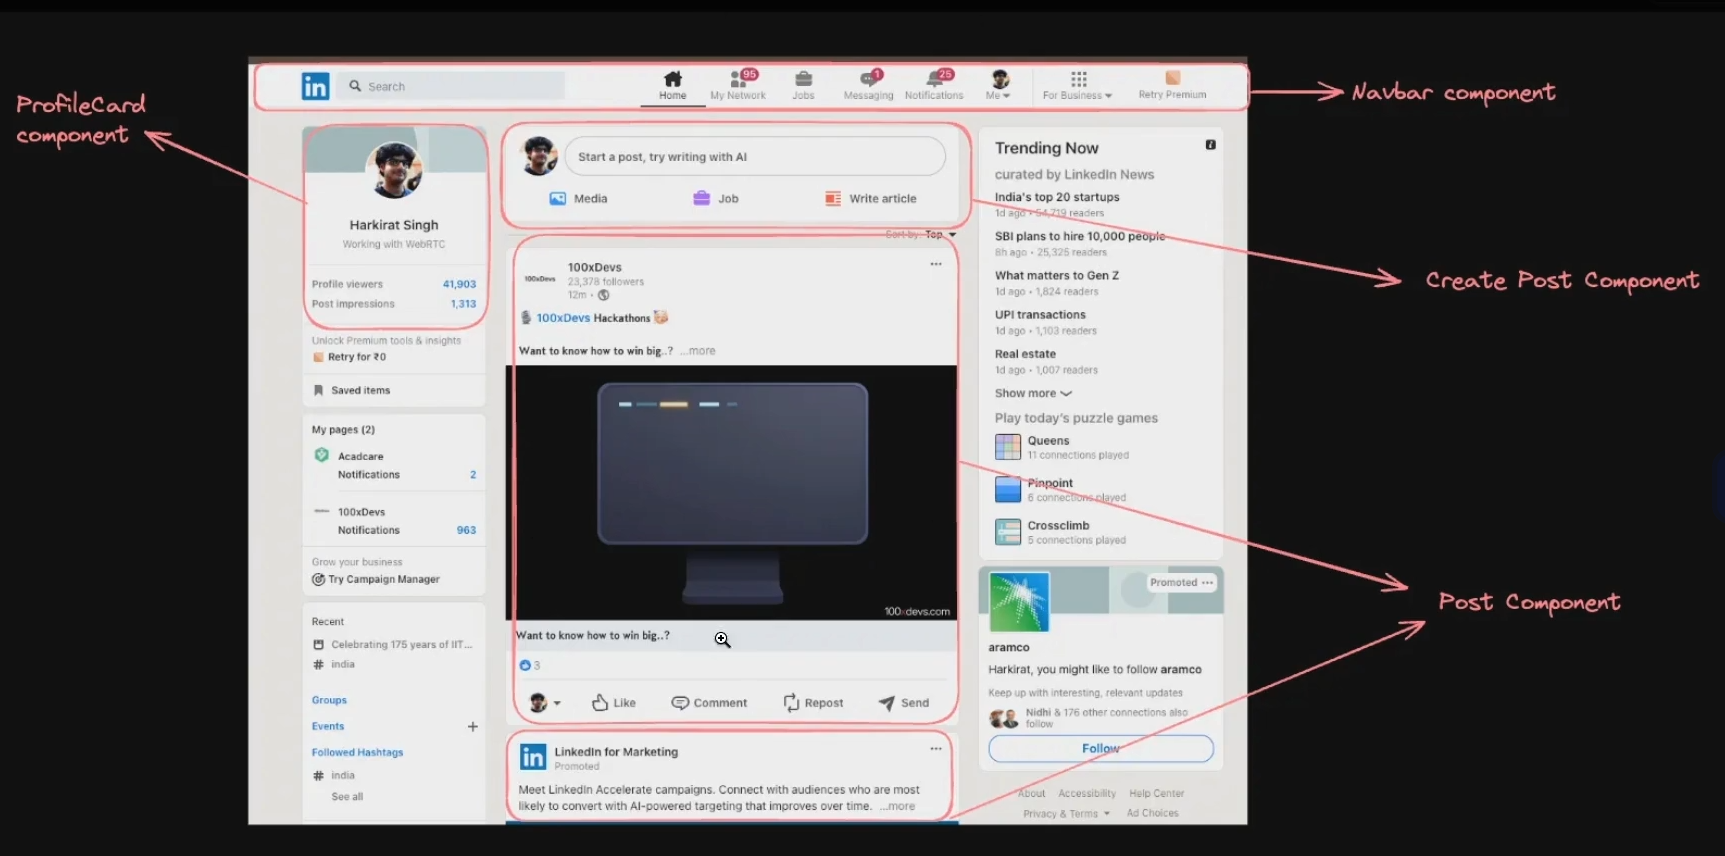 ProfileCard
component
Navbar component
Create Post Component
Post Component
in
Search
Home
95
My Network
Jobs
1
Messaging
25
Notifications
Me
For Business
Retry Premium
Harkirat Singh
Working with WebRTC
Profile viewers 41,903
Post impressions 1,313
Unlock Premium tools & insights
Retry for ₹0
Saved items
My pages (2)
Acadcare
Notifications 2
100xDevs
Notifications 963
Grow your business
Try Campaign Manager
Recent
Celebrating 175 years of IIT...
# india
Groups
Events +
Followed Hashtags
# india
See all
Start a post, try writing with AI
Media Job Write article
Sort by: Top
100xDevs
100xDevs
23,378 followers
12m •
100xDevs Hackathons
Want to know how to win big..? ...more
100xdevs.com
Want to know how to win big..?
3
Like Comment Repost Send
in
LinkedIn for Marketing
Promoted
Meet LinkedIn Accelerate campaigns. Connect with audiences who are most
likely to convert with AI-powered targeting that improves over time. ...more
Trending Now
curated by LinkedIn News
India's top 20 startups
1d ago • 54,719 readers
SBI plans to hire 10,000 people
8h ago • 25,325 readers
What matters to Gen Z
1d ago • 1,824 readers
UPI transactions
1d ago • 1,103 readers
Real estate
1d ago • 1,007 readers
Show more
Play today's puzzle games
Queens
11 connections played
Pinpoint
6 connections played
Crossclimb
5 connections played
Promoted ...
aramco
Harkirat, you might like to follow aramco
Keep up with interesting, relevant updates
Nidhi & 176 other connections also
follow
Follow
About Accessibility Help Center
Privacy & Terms Ad Choices